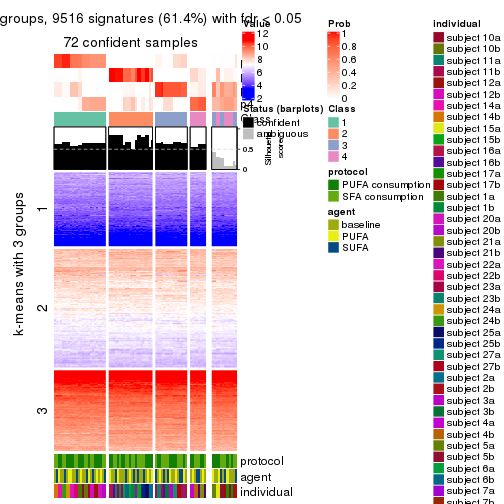 groups, 9516 signatures (61.4%) with fdr < 0.05
72 confident samples
k-means with 3 groups
1
2
3
p4
Class
1
0.5
0
Silhouette
score
protocol
agent
individual
Value
12
10
8
6
4
2
Status (barplots)
confident
ambiguous
Prob
1
0.8
0.6
0.4
0.2
0
Class
1
2
3
4
protocol
PUFA consumption
SFA consumption
agent
baseline
PUFA
SUFA
individual
subject 10a
subject 10b
subject 11a
subject 11b
subject 12a
subject 12b
subject 14a
subject 14b
subject 15a
subject 15b
subject 16a
subject 16b
subject 17a
subject 17b
subject 1a
subject 1b
subject 20a
subject 20b
subject 21a
subject 21b
subject 22a
subject 22b
subject 23a
subject 23b
subject 24a
subject 24b
subject 25a
subject 25b
subject 27a
subject 27b
subject 2a
subject 2b
subject 3a
subject 3b
subject 4a
subject 4b
subject 5a
subject 5b
subject 6a
subject 6b
subject 7a
subject 7b